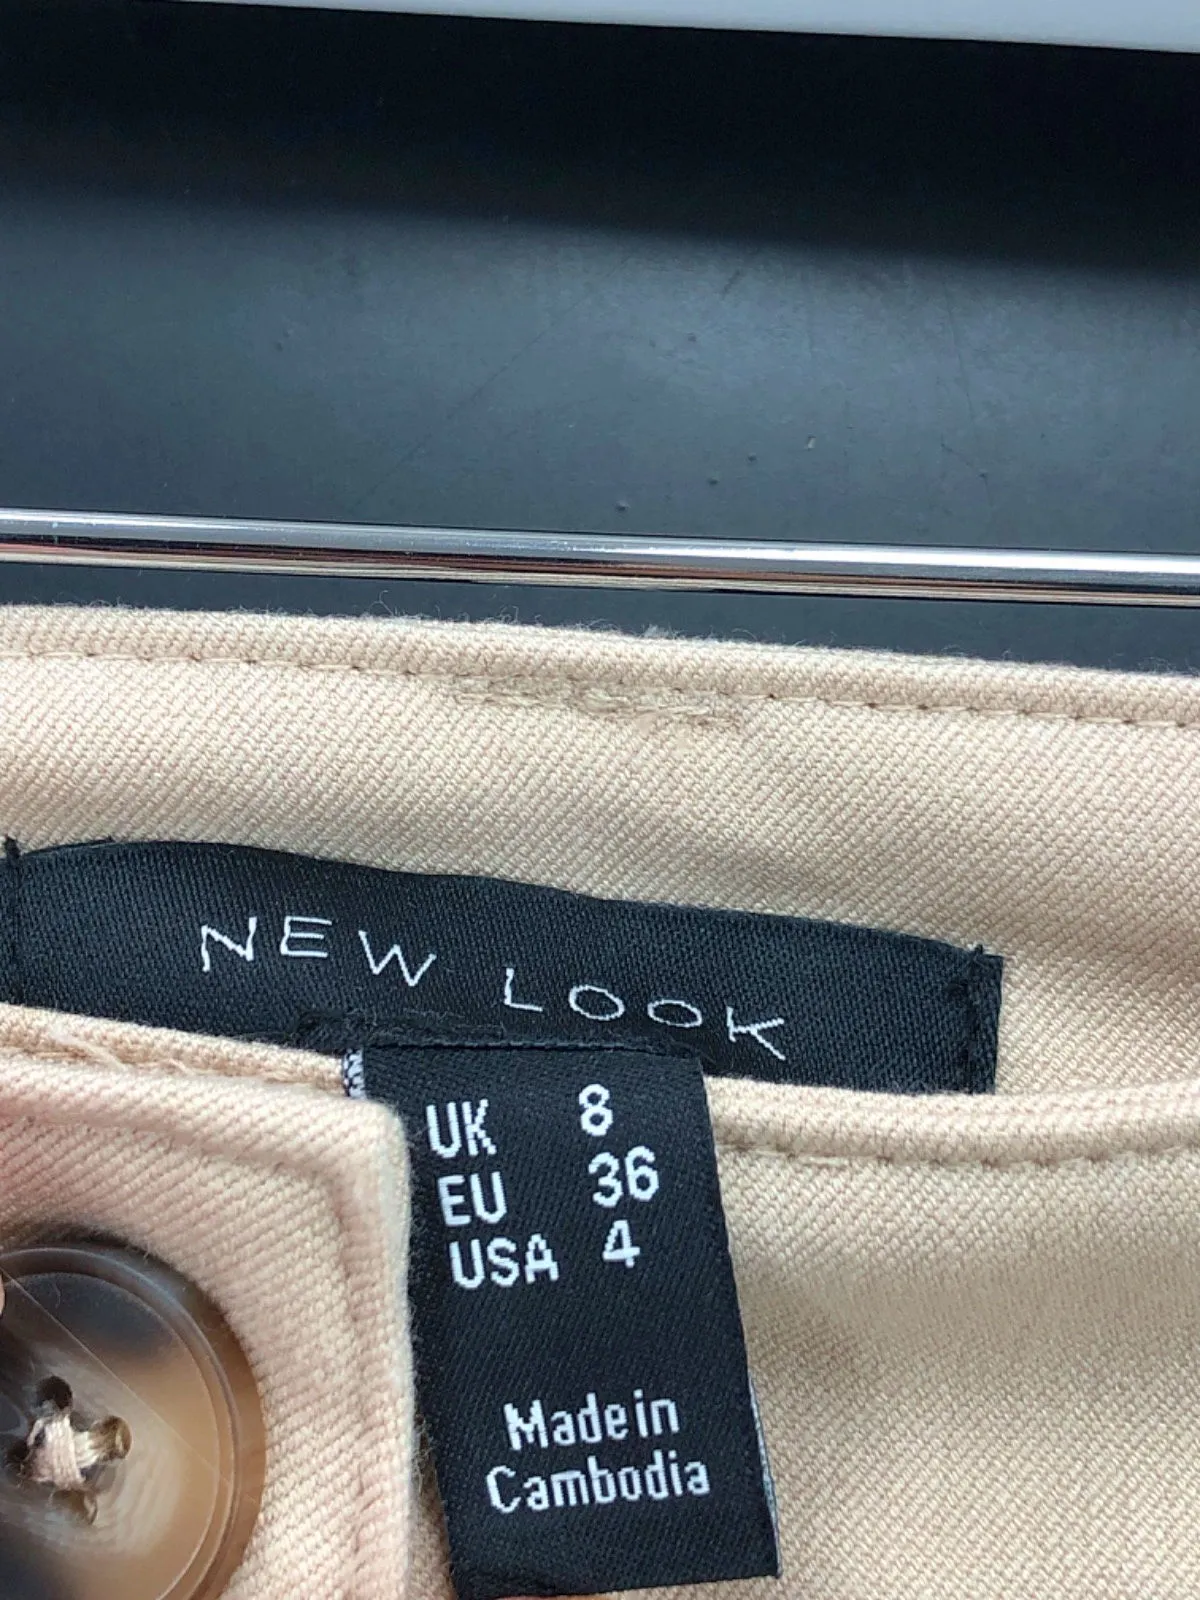 NEW LOOK
UK 8
EU 36
USA 4
Made in
Cambodia